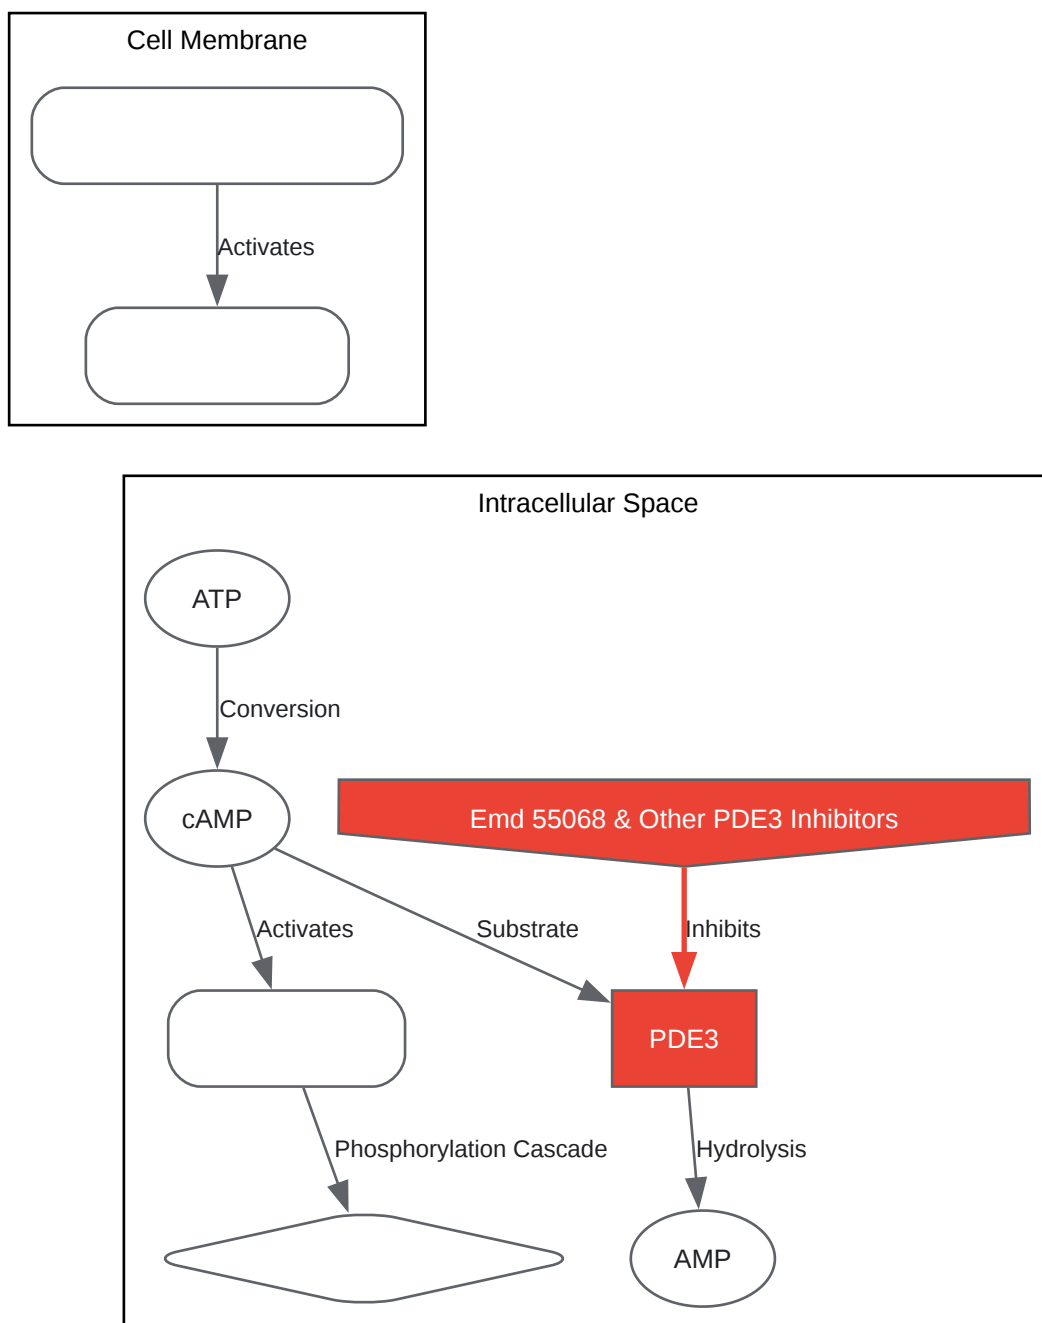 Cell Membrane
Activates
Intracellular Space
ATP
Conversion
cAMP
Emd 55068 & Other PDE3 Inhibitors
Activates
Substrate
Inhibits
PDE3
Phosphorylation Cascade
Hydrolysis
AMP